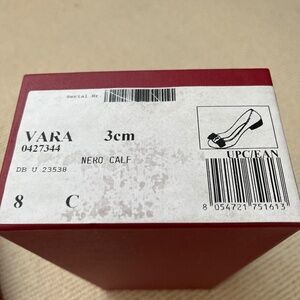 Serial Nr
VARA 3cm
0427344
NERO CALF
DB U 23538
UPC/EAN
8 C
8 054721 751613